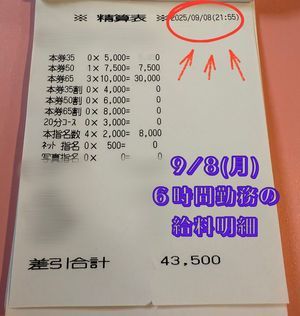 ※ 精算表 ※ 2025/09/08(21:55)
本券35 0× 5,000= 0
本券50 1× 7,500= 7,500
本券65 3×10,000= 30,000
本券35割 0× 4,000= 0
本券50割 0× 6,000= 0
本券65割 0× 8,000= 0
20分コース 0× 3,000= 0
本指名数 4× 2,000= 8,000
ネット 指名 0× 500= 0
写真指名 0× 0
9/8(月)
6時間勤務の
給料明細
差引合計 43,500